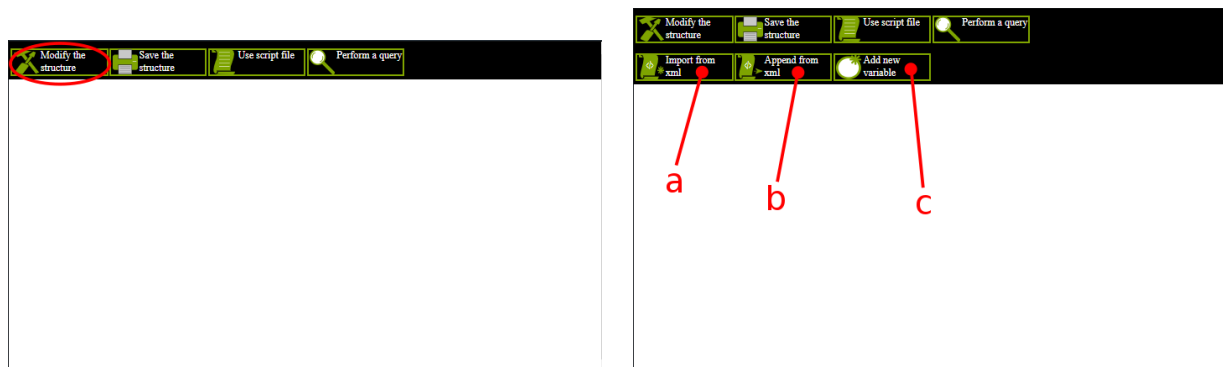 Modify the
structure
Save the
structure
Use script file
Perform a query
Modify the
structure
Save the
structure
Use script file
Perform a query
Import from
xml
Append from
xml
Add new
variable
a
b
c